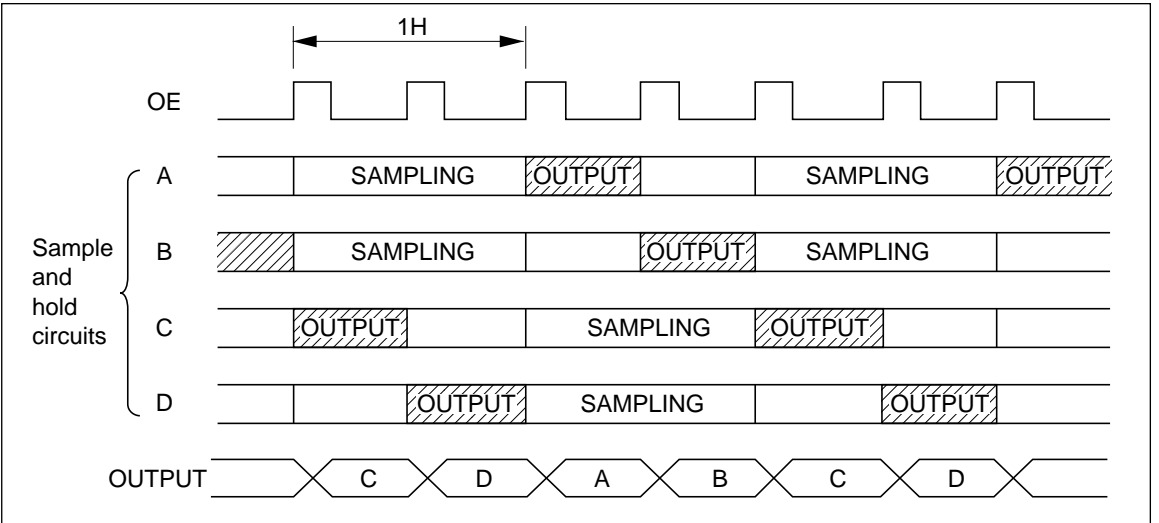 1H
OE
A SAMPLING OUTPUT SAMPLING OUTPUT
B SAMPLING OUTPUT SAMPLING
C OUTPUT SAMPLING OUTPUT
D OUTPUT SAMPLING OUTPUT
Sample
and
hold
circuits
OUTPUT C D A B C D